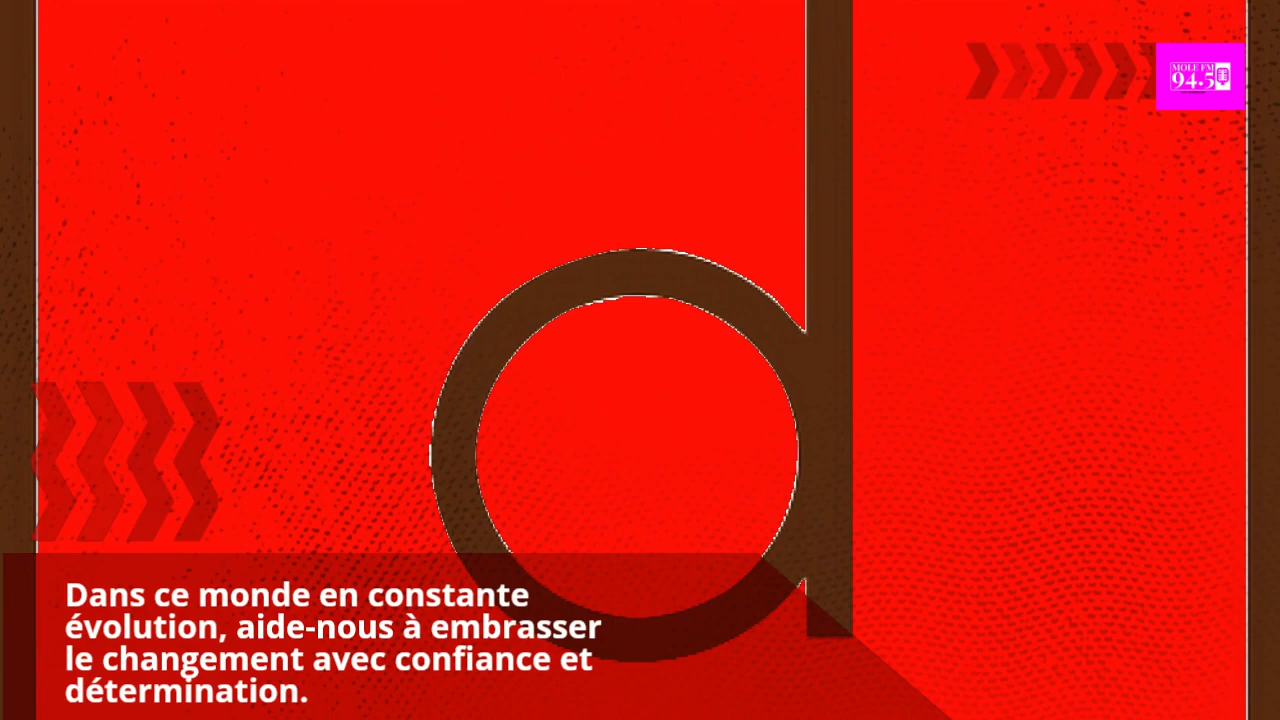 MOLE FM
94.5
d
Dans ce monde en constante
évolution, aide-nous à embrasser
le changement avec confiance et
détermination.